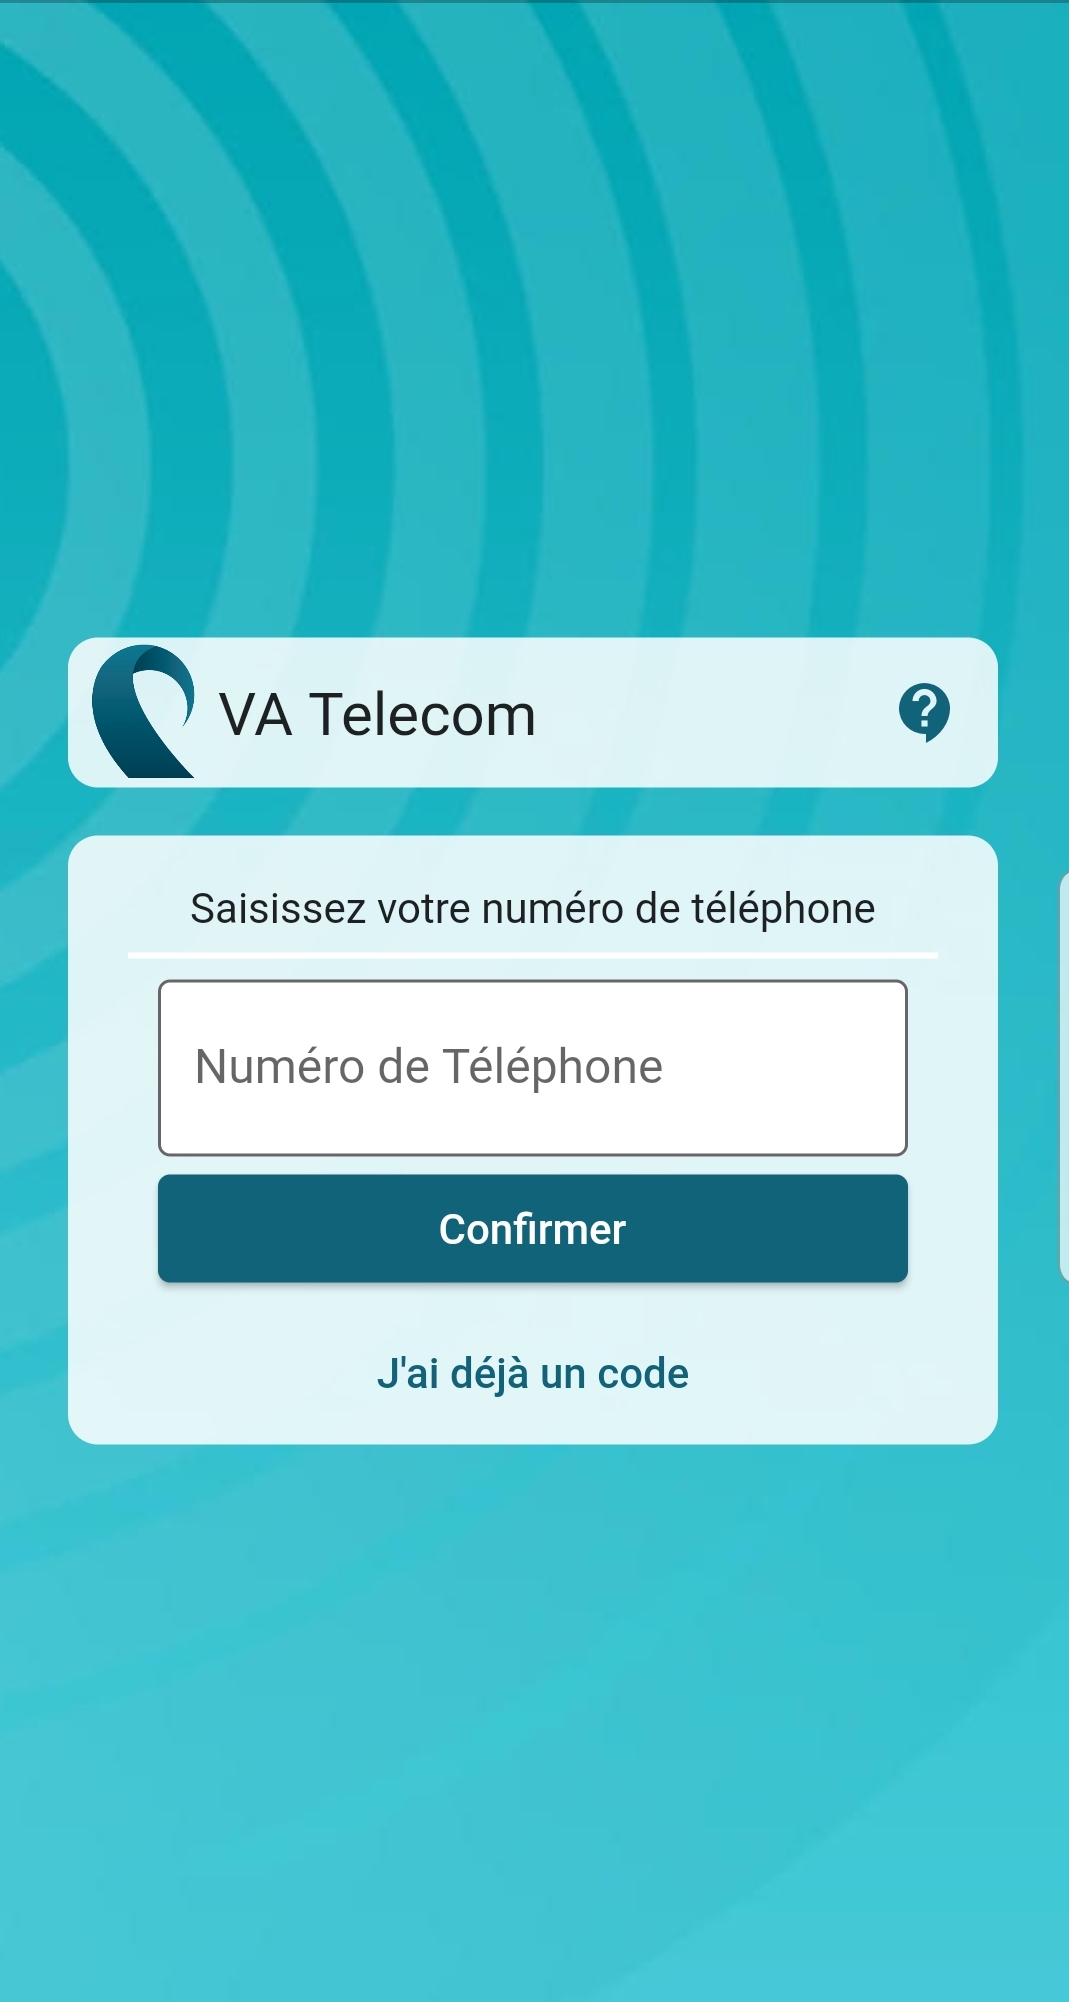 VA Telecom
Saisissez votre numéro de téléphone
Numéro de Téléphone
Confirmer
J'ai déjà un code